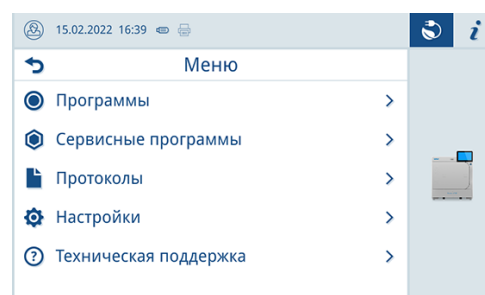 15.02.2022 16:39
i
Меню
Программы
Сервисные программы
Протоколы
Настройки
? Техническая поддержка